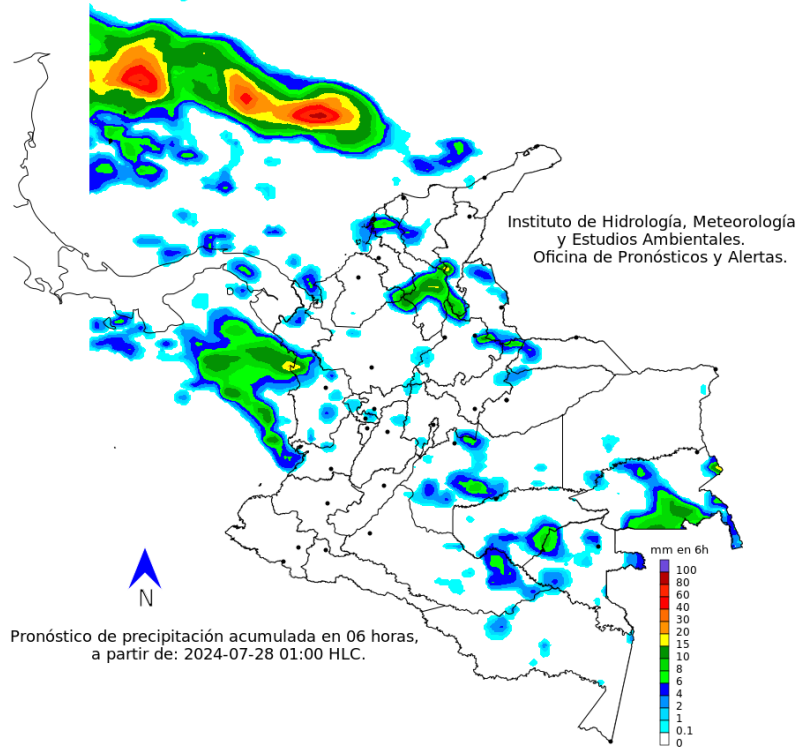 Instituto de Hidrología, Meteorología
y Estudios Ambientales.
Oficina de Pronósticos y Alertas.
N
Pronóstico de precipitación acumulada en 06 horas,
a partir de: 2024-07-28 01:00 HLC.
mm en 6h
100
80
60
40
30
20
15
10
8
6
4
2
1
0.1
0